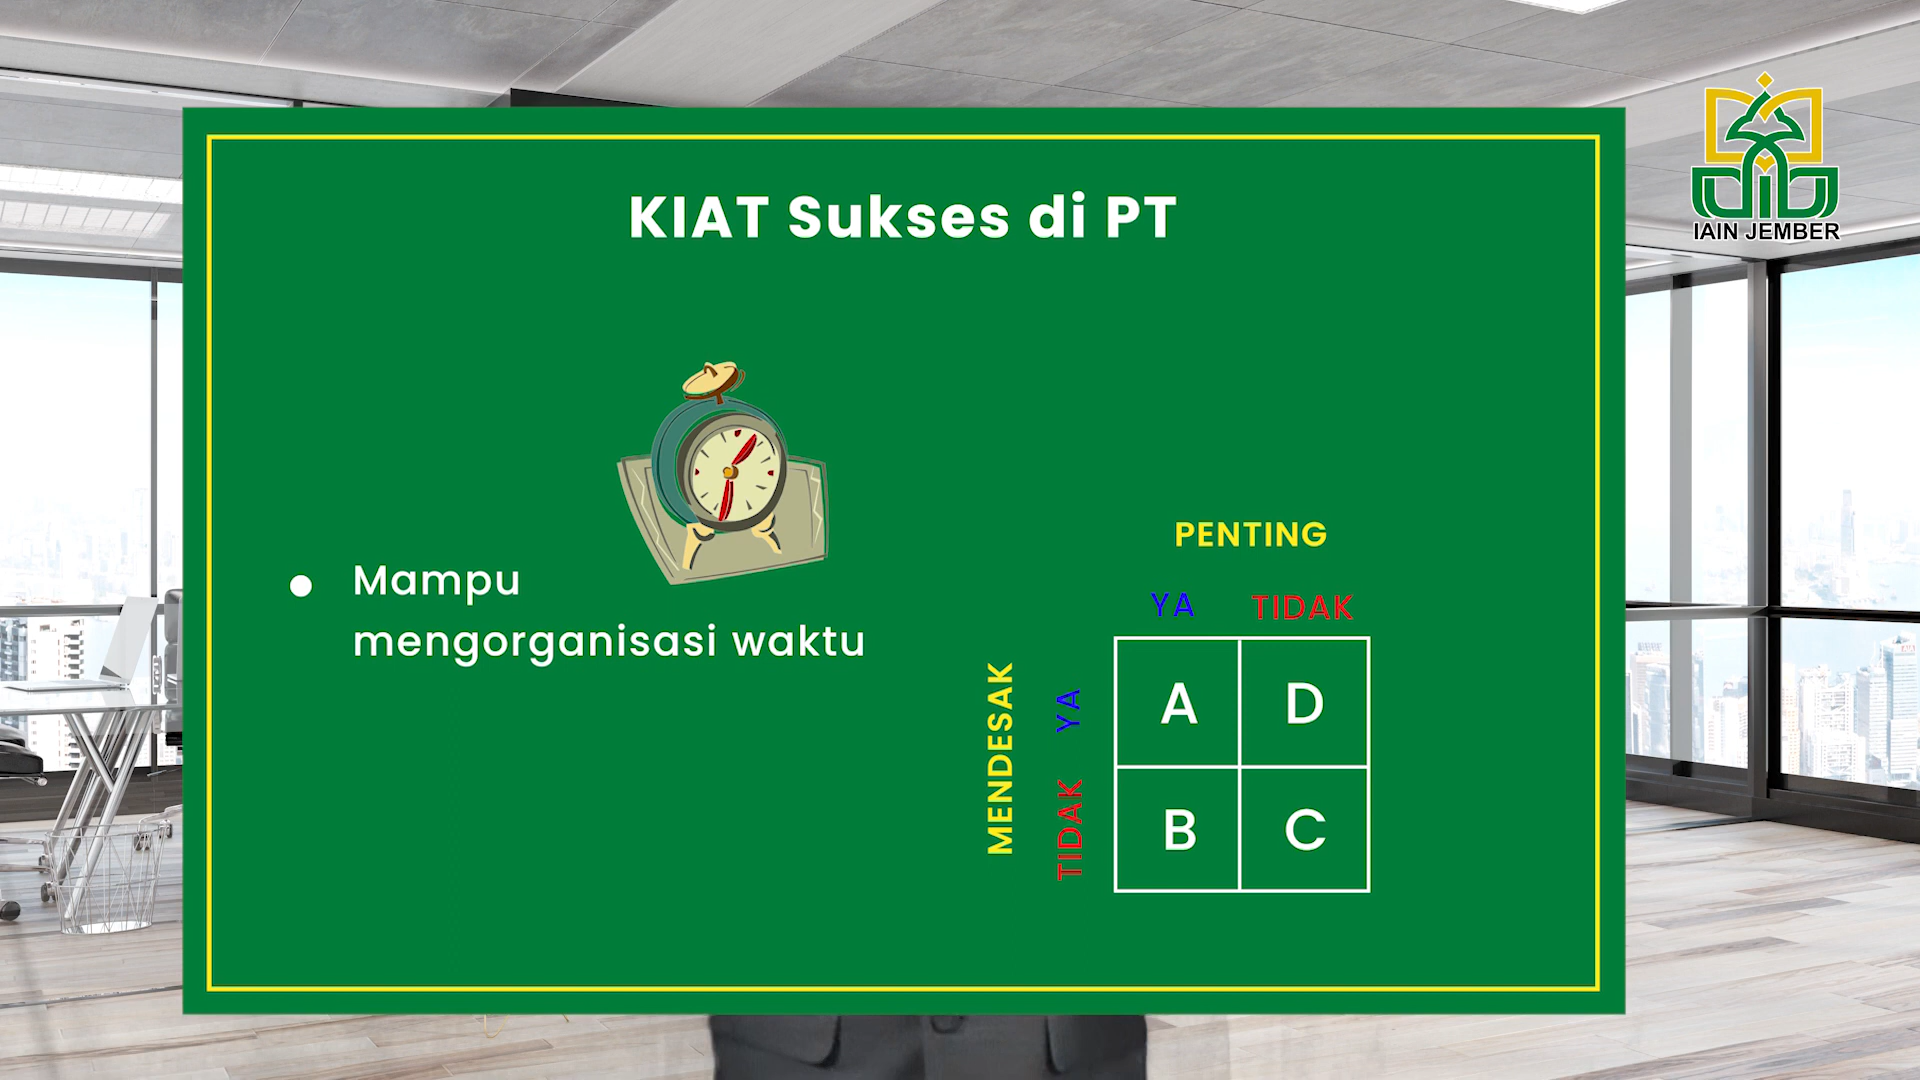 IAIN JEMBER
KIAT Sukses di PT
Mampu
mengorganisasi waktu
PENTING
YA TIDAK
MENDESAK
YA
TIDAK
A D
B C